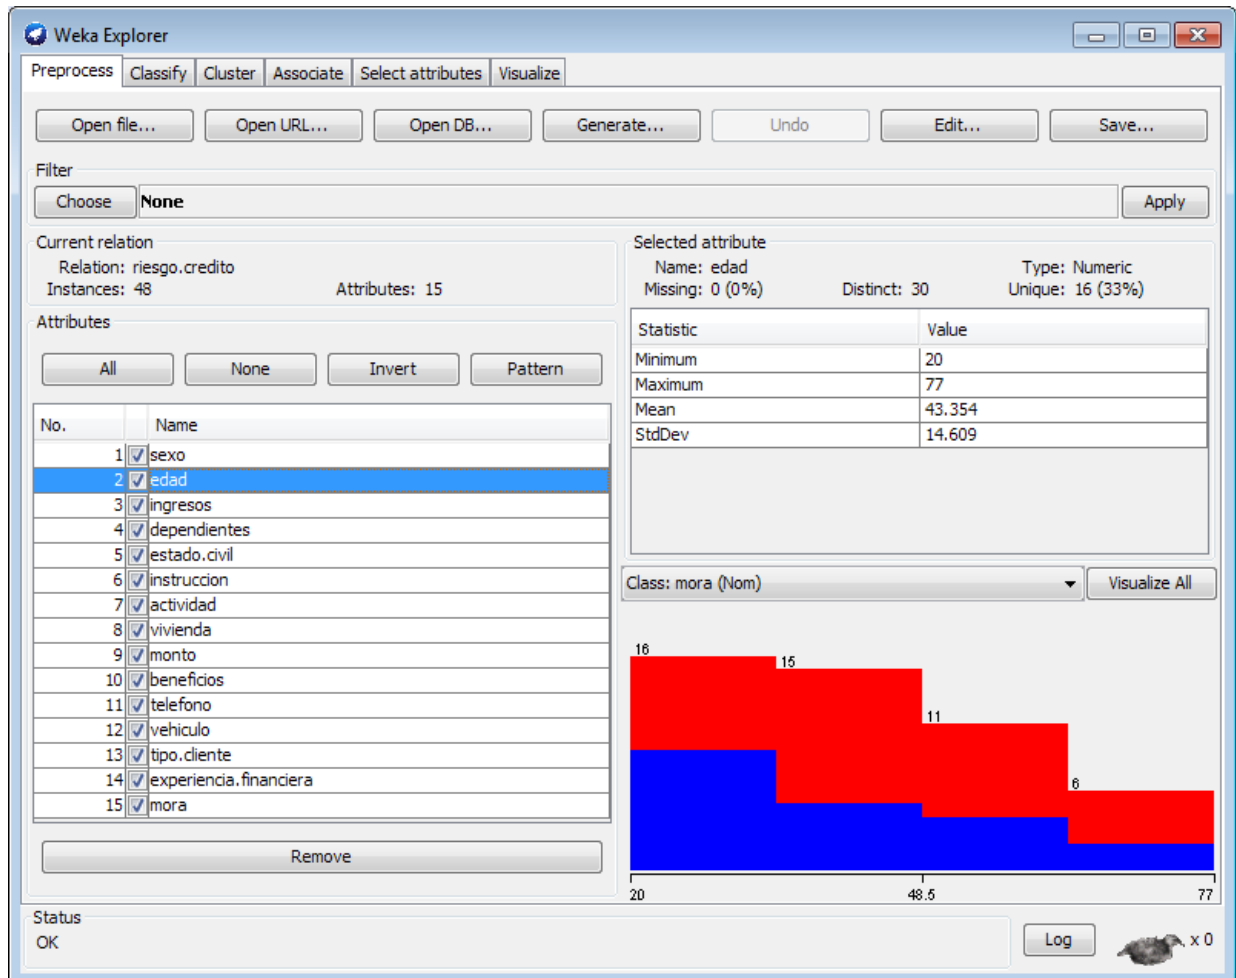 Weka Explorer
Preprocess Classify Cluster Associate Select attributes Visualize
Open file... Open URL... Open DB... Generate... Undo Edit... Save...
Filter
Choose None Apply
Current relation
Relation: riesgo.credito
Instances: 48 Attributes: 15
Attributes
All None Invert Pattern
No. Name
1 sexo
2 edad
3 ingresos
4 dependientes
5 estado.civil
6 instruccion
7 actividad
8 vivienda
9 monto
10 beneficios
11 telefono
12 vehiculo
13 tipo.cliente
14 experiencia.financiera
15 mora
Remove
Selected attribute
Name: edad Type: Numeric
Missing: 0 (0%) Distinct: 30 Unique: 16 (33%)
Statistic Value
Minimum 20
Maximum 77
Mean 43.354
StdDev 14.609
Class: mora (Nom) Visualize All
16
15
11
6
20 48.5 77
Status
OK
Log x 0